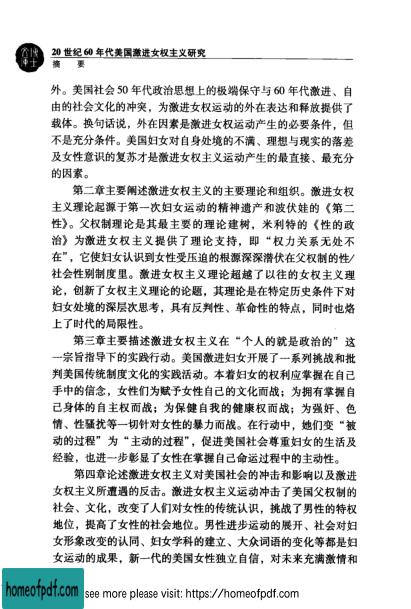 20 世纪 60 年代美国激进女权主义研究
摘 要
外。美国社会 50 年代政治思想上的极端保守与 60 年代激进、自
由的社会文化的冲突，为激进女权运动的外在表达和释放提供了
载体。换句话说，外在因素是激进女权运动产生的必要条件，但
不是充分条件。美国妇女对自身处境的不满、理想与现实的落差
及女性意识的复苏才是激进女权主义运动产生的最直接、最充分
的因素。
第二章主要阐述激进女权主义的主要理论和组织。激进女权
主义理论起源于第一次妇女运动的精神遗产和波伏娃的《第二
性》。父权制理论是其最主要的理论建树，米利特的《性的政
治》为激进女权主义提供了理论支持，即“权力关系无处不
在”，它使妇女认识到女性受压迫的根源深深潜伏在父权制的性/
社会性别制度里。激进女权主义理论超越了以往的女权主义理
论，创新了女权主义理论的论题，其理论是在特定历史条件下对
妇女处境的深层次思考，具有反判性、革命性的特点，同时也烙
上了时代的局限性。
第三章主要描述激进女权主义在“个人的就是政治的”这
一宗旨指导下的实践行动。美国激进妇女开展了一系列挑战和批
判美国传统制度文化的实践活动。本着妇女的权利应掌握在自己
手中的信念，女性们为赋予女性自己的文化而战；为拥有掌握自
己身体的自主权而战；为保健自我的健康权而战；为强奸、色
情、性骚扰等一切针对女性的暴力而战。在行动中，她们变“被
动的过程”为“主动的过程”，促进美国社会尊重妇女的生活及
经验，也进一步彰显了女性在掌握自己命运过程中的主动性。
第四章论述激进女权主义对美国社会的冲击和影响以及激进
女权主义所遭遇的反击。激进女权主义运动冲击了美国父权制的
社会、文化，改变了人们对女性的传统认识，挑战了男性的特权
地位，提高了女性的社会地位。男性进步运动的展开、社会对妇
女形象改变的认同、妇女学科的建立、大众词语的变化等都是妇
女运动的成果，新一代的美国女性独立自信，对未来充满激情和
homeofpdf.com
see more please visit: https://homeofpdf.com